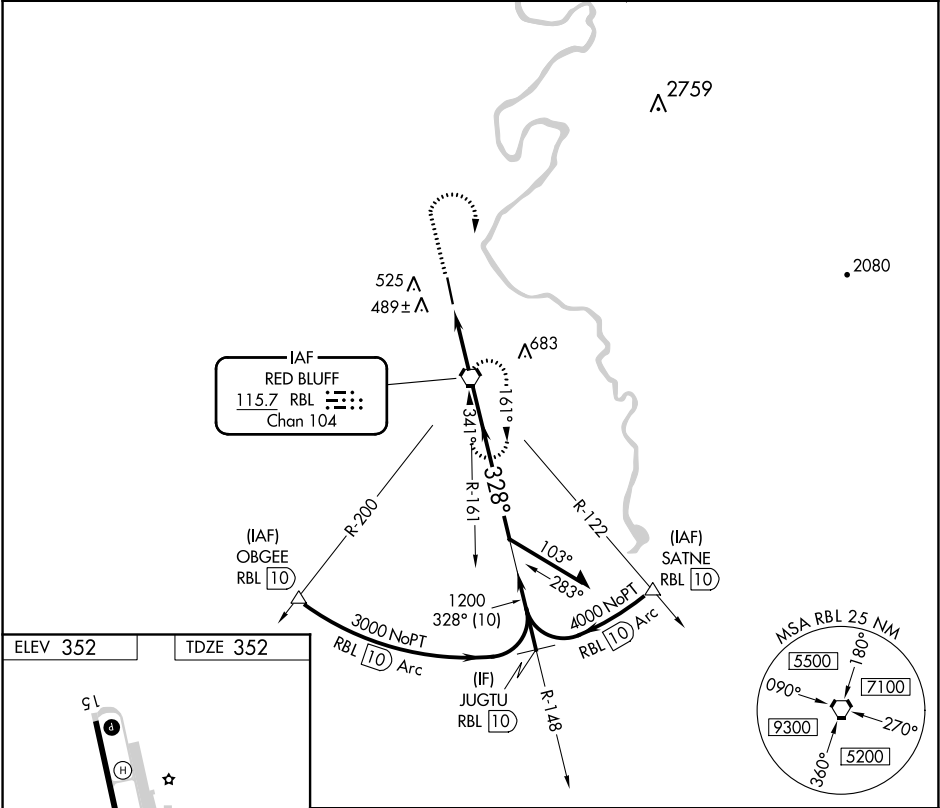 2759
2080
525
489±
683
IAF
RED BLUFF
115.7 RBL
Chan 104
161°
341°
R-161
328°
R-200
R-122
(IAF)
OBGEE
RBL 10
(IAF)
SATNE
RBL 10
103°
283°
1200
328° (10)
3000 NoPT
RBL 10 Arc
4000 NoPT
RBL 10 Arc
(IF)
JUGTU
RBL 10
R-148
MSA RBL 25 NM
5500
180°
090°
7100
9300
270°
360°
5200
ELEV 352
TDZE 352
15
P
H